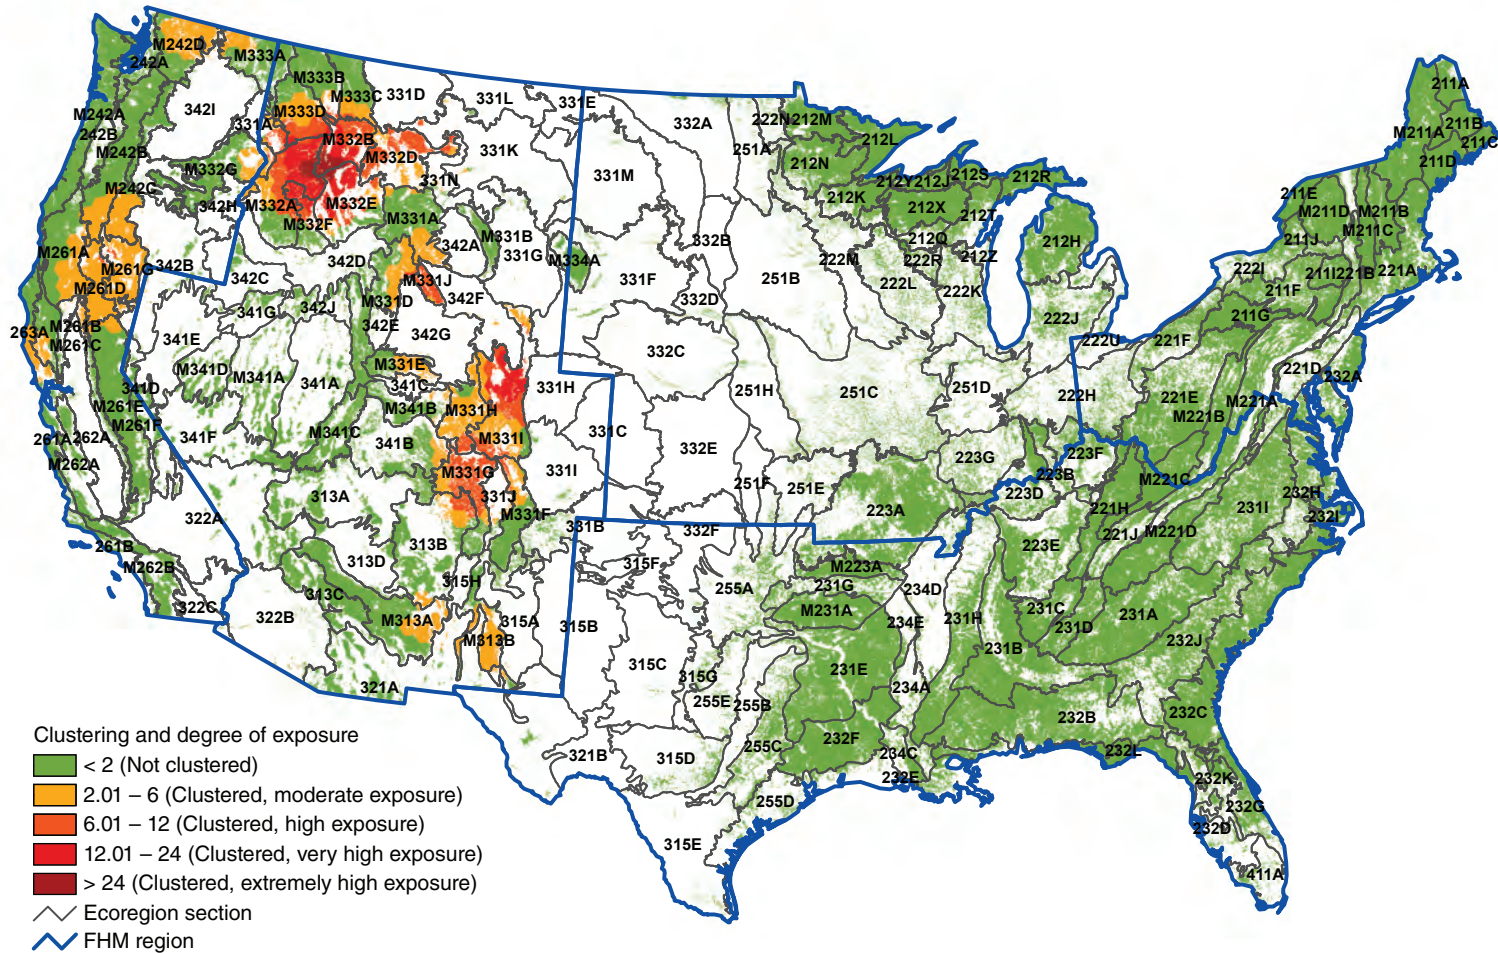 M242D
242A
M333A
M333B
M333C
331D
331L
331E
342I
M333D
M242A
331A
242B
M332B
M242B
M332D
331K
M332G
331N
M242C
342H
M332A
M332E
M332F
M331A
M331B
342A
331G
M334A
M261A
M261G
342B
342D
342C
M261D
M331J
342F
M331D
341G
342J
342E
342G
263A
M261B
M261C
341E
M331E
M341D
M341A
341A
341C
341D
331H
M261E
M341B
M331H
M261F
331C
261A
262A
341F
M341C
341B
M331I
M262A
M331G
331I
313A
331J
M331F
322A
331B
261B
313B
M262B
313D
315H
313C
322C
322B
M313A
315A
M313B
315B
321A
332A
222N
212M
251A
212L
212N
331M
212K
212Y
212J
212S
212R
212X
212T
332B
212Q
212H
222M
222R
212Z
331F
251B
222L
222K
332D
222J
332C
222U
251H
251C
251D
222H
332E
223G
223F
223B
251F
251E
223D
223A
211A
M211A
211B
211C
211D
211E
M211D
M211B
M211C
211J
222I
211I
221B
221A
211F
211G
221F
221D
232A
221E
M221B
M221A
M221C
332F
315F
M223A
255A
231G
M231A
234D
234E
231H
315C
315G
231E
231B
255E
255B
234A
321B
315D
255C
232F
234C
232E
255D
315E
221H
221J
M221D
223E
231I
232H
232I
231C
231D
231A
232J
232B
232C
232L
232K
232G
232D
411A
Clustering and degree of exposure
< 2 (Not clustered)
2.01 – 6 (Clustered, moderate exposure)
6.01 – 12 (Clustered, high exposure)
12.01 – 24 (Clustered, very high exposure)
> 24 (Clustered, extremely high exposure)
Ecoregion section
FHM region